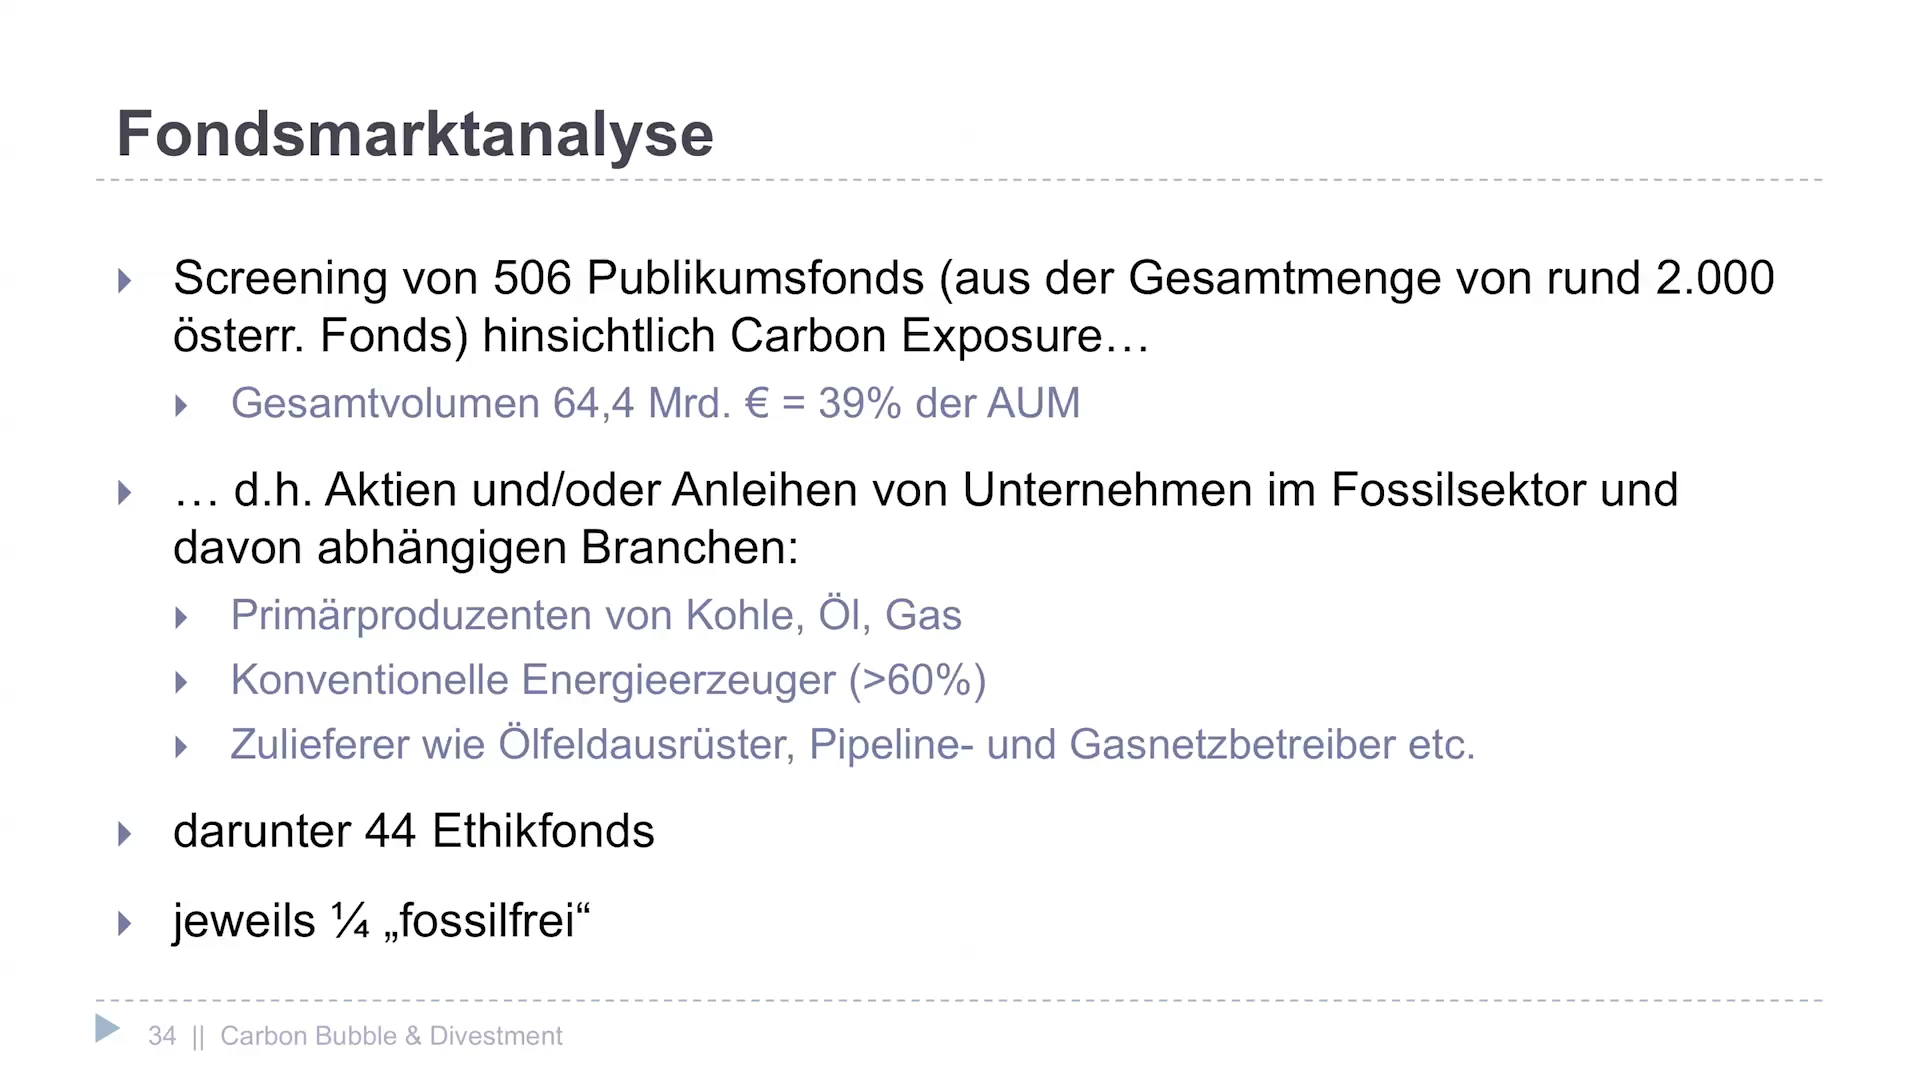 Fondsmarktanalyse
Screening von 506 Publikumsfonds (aus der Gesamtmenge von rund 2.000
österr. Fonds) hinsichtlich Carbon Exposure…
Gesamtvolumen 64,4 Mrd. € = 39% der AUM
… d.h. Aktien und/oder Anleihen von Unternehmen im Fossilsektor und
davon abhängigen Branchen:
Primärproduzenten von Kohle, Öl, Gas
Konventionelle Energieerzeuger (>60%)
Zulieferer wie Ölfeldausrüster, Pipeline- und Gasnetzbetreiber etc.
darunter 44 Ethikfonds
jeweils ¼ „fossilfrei“
34 || Carbon Bubble & Divestment